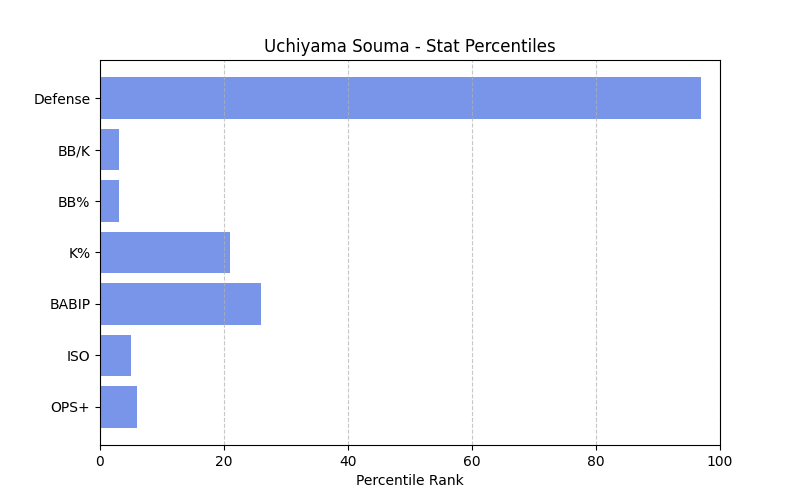 Uchiyama Souma - Stat Percentiles
Defense
BB/K
BB%
K%
BABIP
ISO
OPS+
0 20 40 60 80 100
Percentile Rank